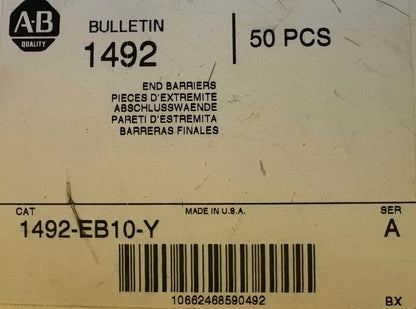 A-B
QUALITY
BULLETIN
1492
50 PCS
END BARRIERS
PIECES D'EXTREMITE
ABSCHLUSSWAENDE
PARETI D'ESTREMITA
BARRERAS FINALES
CAT
MADE IN U.S.A.
SER
1492-EB10-Y
A
10662468590492
BX